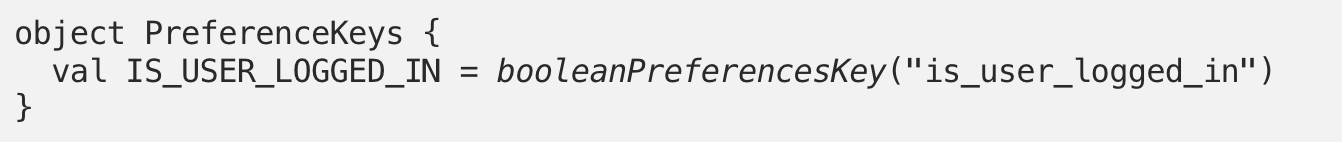 object PreferenceKeys {
  val IS_USER_LOGGED_IN = booleanPreferencesKey("is_user_logged_in")
}